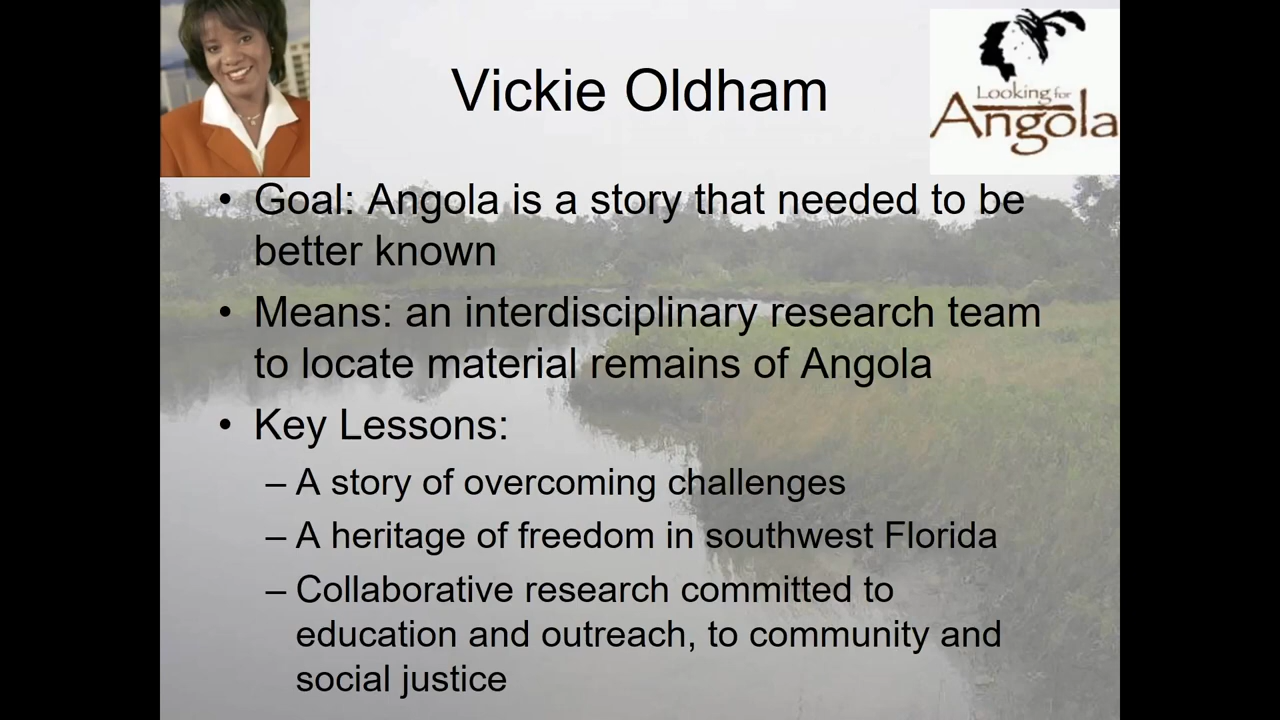 Vickie Oldham
Looking for
Angola
• Goal: Angola is a story that needed to be
better known
• Means: an interdisciplinary research team
to locate material remains of Angola
• Key Lessons:
– A story of overcoming challenges
– A heritage of freedom in southwest Florida
– Collaborative research committed to
education and outreach, to community and
social justice